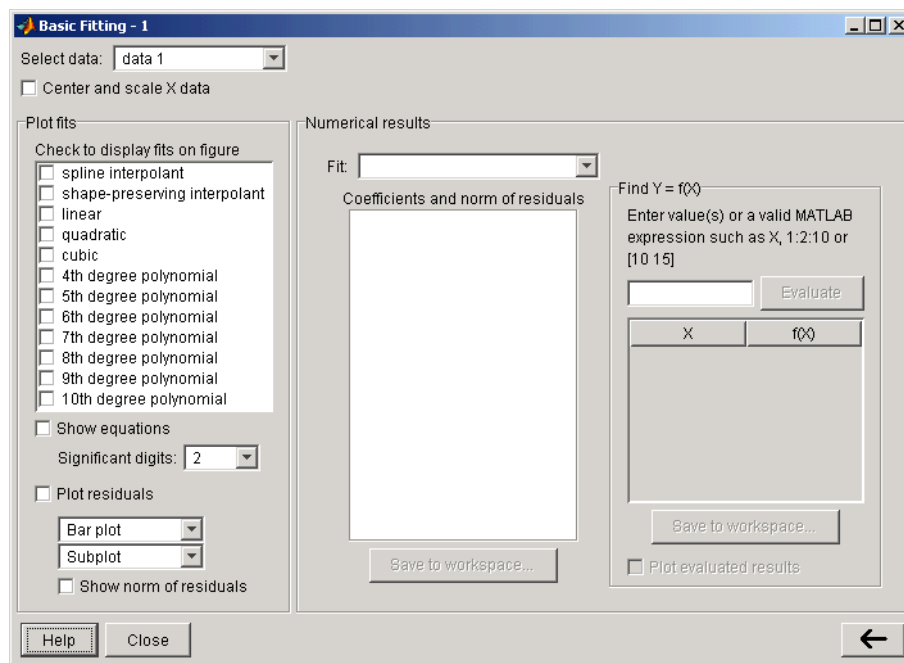 Basic Fitting - 1
Select data: data 1
Center and scale X data
Plot fits
Check to display fits on figure
spline interpolant
shape-preserving interpolant
linear
quadratic
cubic
4th degree polynomial
5th degree polynomial
6th degree polynomial
7th degree polynomial
8th degree polynomial
9th degree polynomial
10th degree polynomial
Show equations
Significant digits: 2
Plot residuals
Bar plot
Subplot
Show norm of residuals
Numerical results
Fit:
Coefficients and norm of residuals
Save to workspace...
Find Y = f(X)
Enter value(s) or a valid MATLAB
expression such as X, 1:2:10 or
[10 15]
Evaluate
X f(X)
Save to workspace...
Plot evaluated results
Help Close